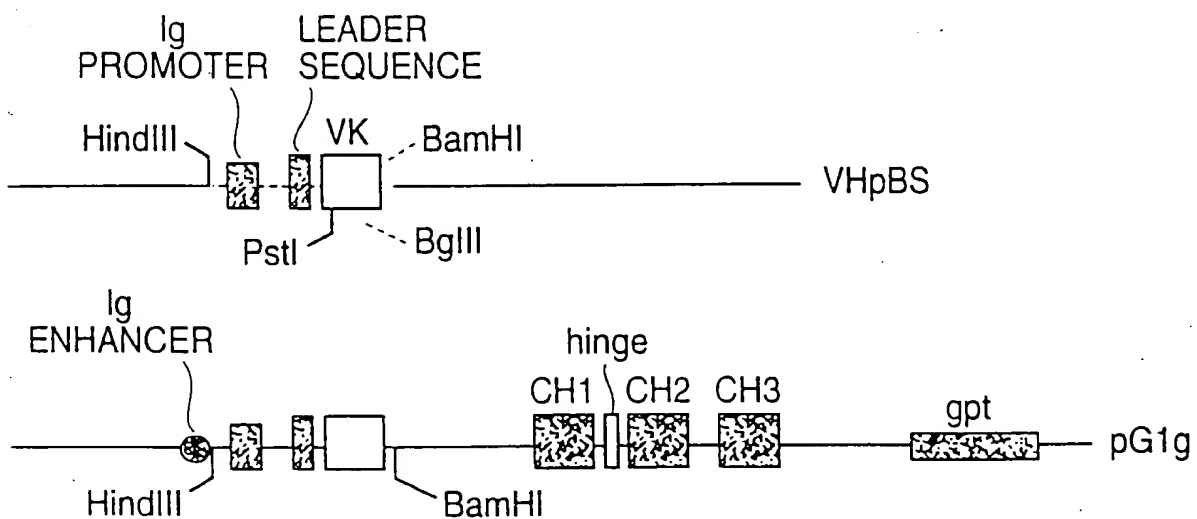 Ig
PROMOTER
LEADER
SEQUENCE
HindIII
VK
BamHI
VHpBS
PstI
BglII
Ig
ENHANCER
hinge
CH1
CH2
CH3
gpt
pG1g
HindIII
BamHI